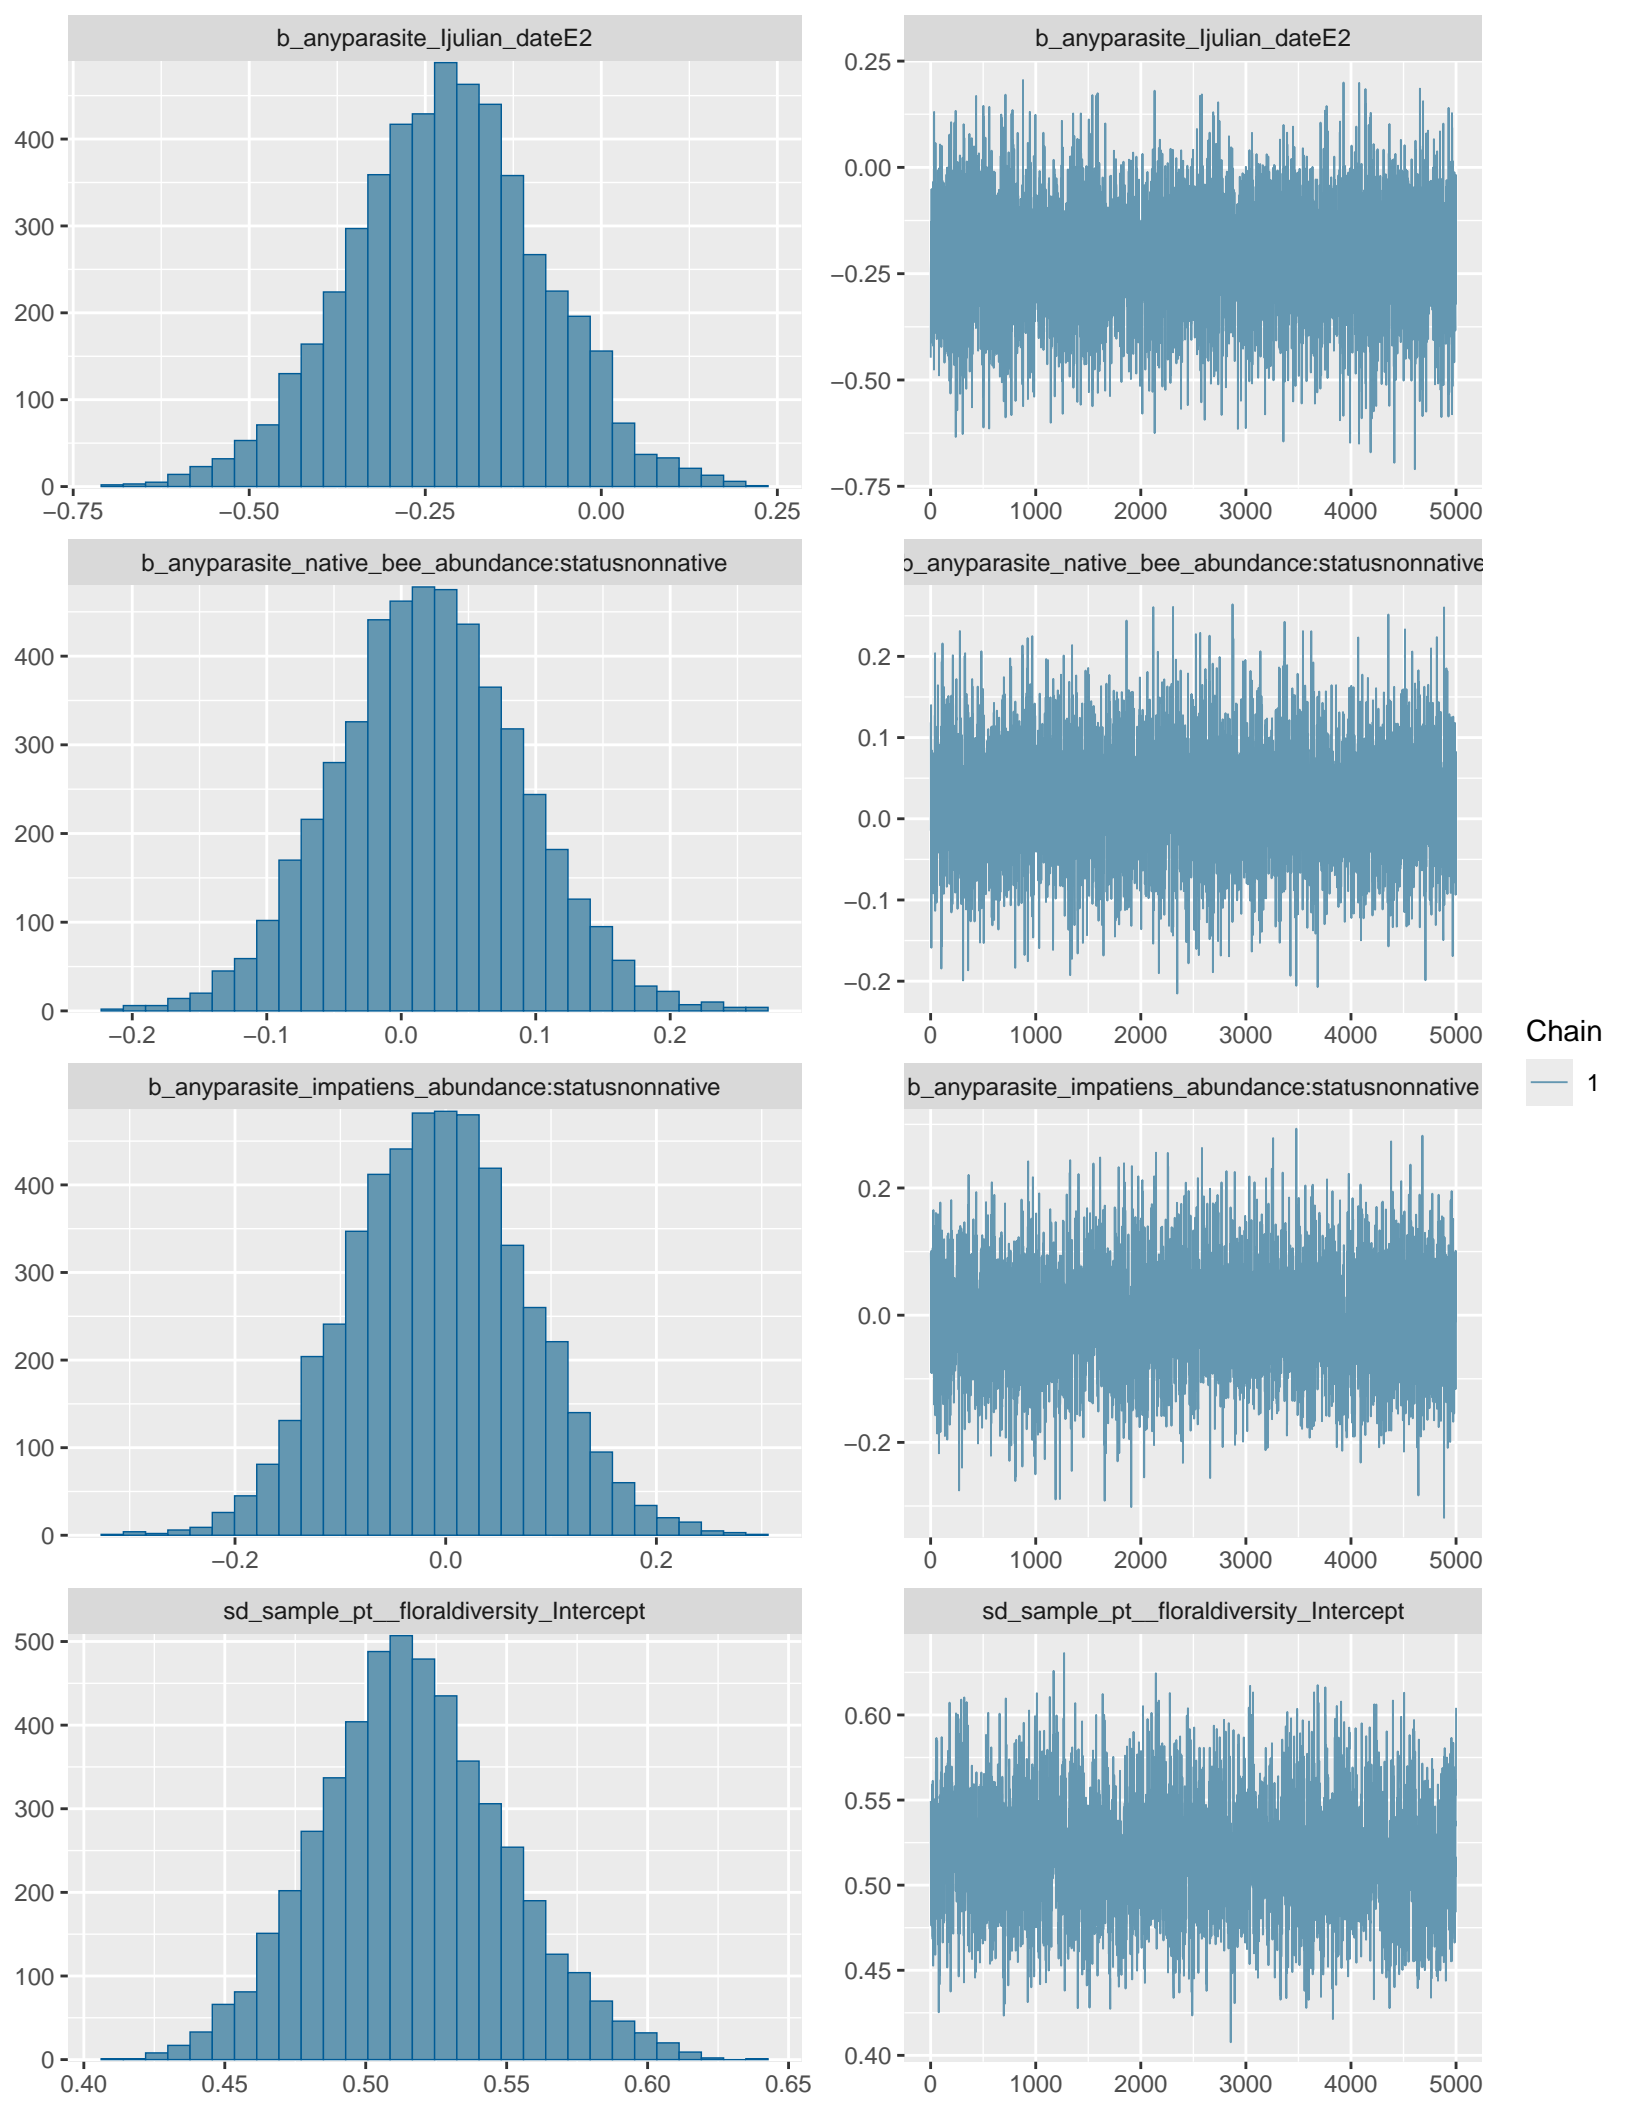 b_anyparasite_Ijulian_dateE2
b_anyparasite_Ijulian_dateE2
400
300
200
100
0
−0.75 −0.50 −0.25 0.00 0.25
0.25
0.00
−0.25
−0.50
−0.75
0 1000 2000 3000 4000 5000
b_anyparasite_native_bee_abundance:statusnonnative
b_anyparasite_native_bee_abundance:statusnonnative
400
300
200
100
0
−0.2 −0.1 0.0 0.1 0.2
0.2
0.1
0.0
−0.1
−0.2
0 1000 2000 3000 4000 5000
b_anyparasite_impatiens_abundance:statusnonnative
b_anyparasite_impatiens_abundance:statusnonnative
400
300
200
100
0
−0.2 0.0 0.2
0.2
0.0
−0.2
0 1000 2000 3000 4000 5000
sd_sample_pt__floraldiversity_Intercept
sd_sample_pt__floraldiversity_Intercept
500
400
300
200
100
0
0.40 0.45 0.50 0.55 0.60 0.65
0.60
0.55
0.50
0.45
0.40
0 1000 2000 3000 4000 5000
Chain
1